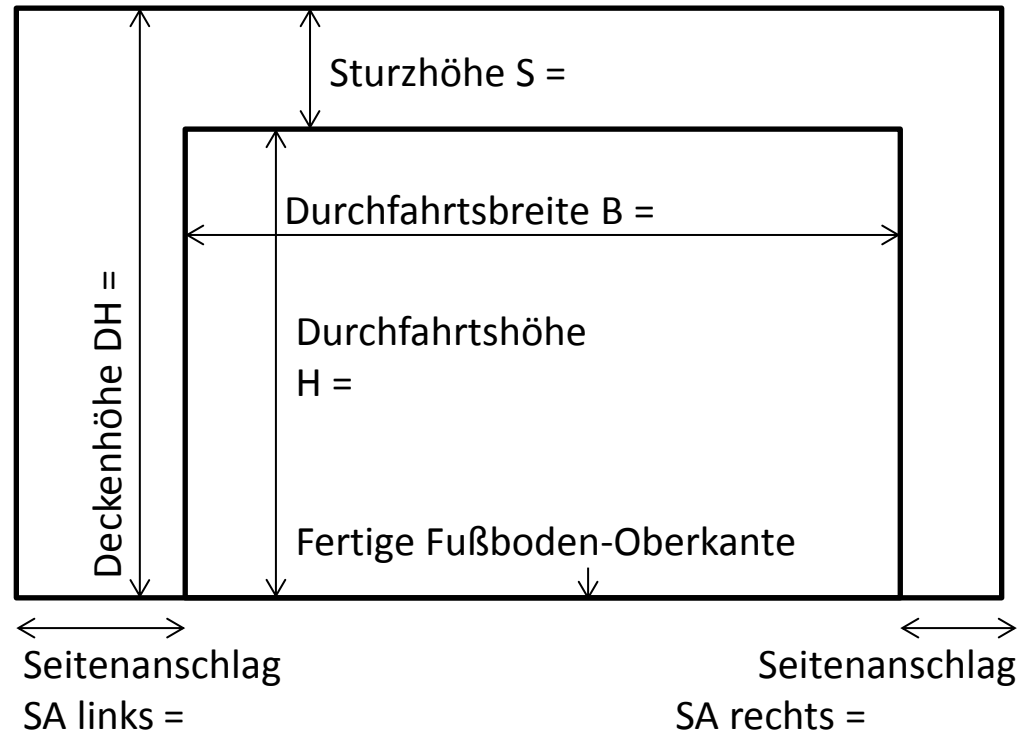 Sturzhöhe S =
Durchfahrtsbreite B =
Deckenhöhe DH =
Durchfahrtshöhe
H =
Fertige Fußboden-Oberkante
Seitenanschlag
SA links =
Seitenanschlag
SA rechts =